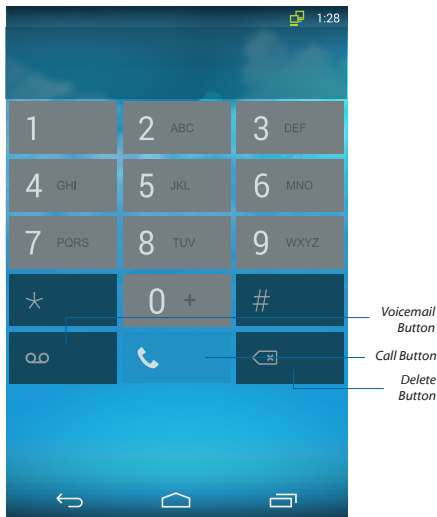 1:28
1
2 ABC
3 DEF
4 GHI
5 JKL
6 MNO
7 PQRS
8 TUV
9 WXYZ
*
0 +
#
Voicemail
Button
Call Button
Delete
Button